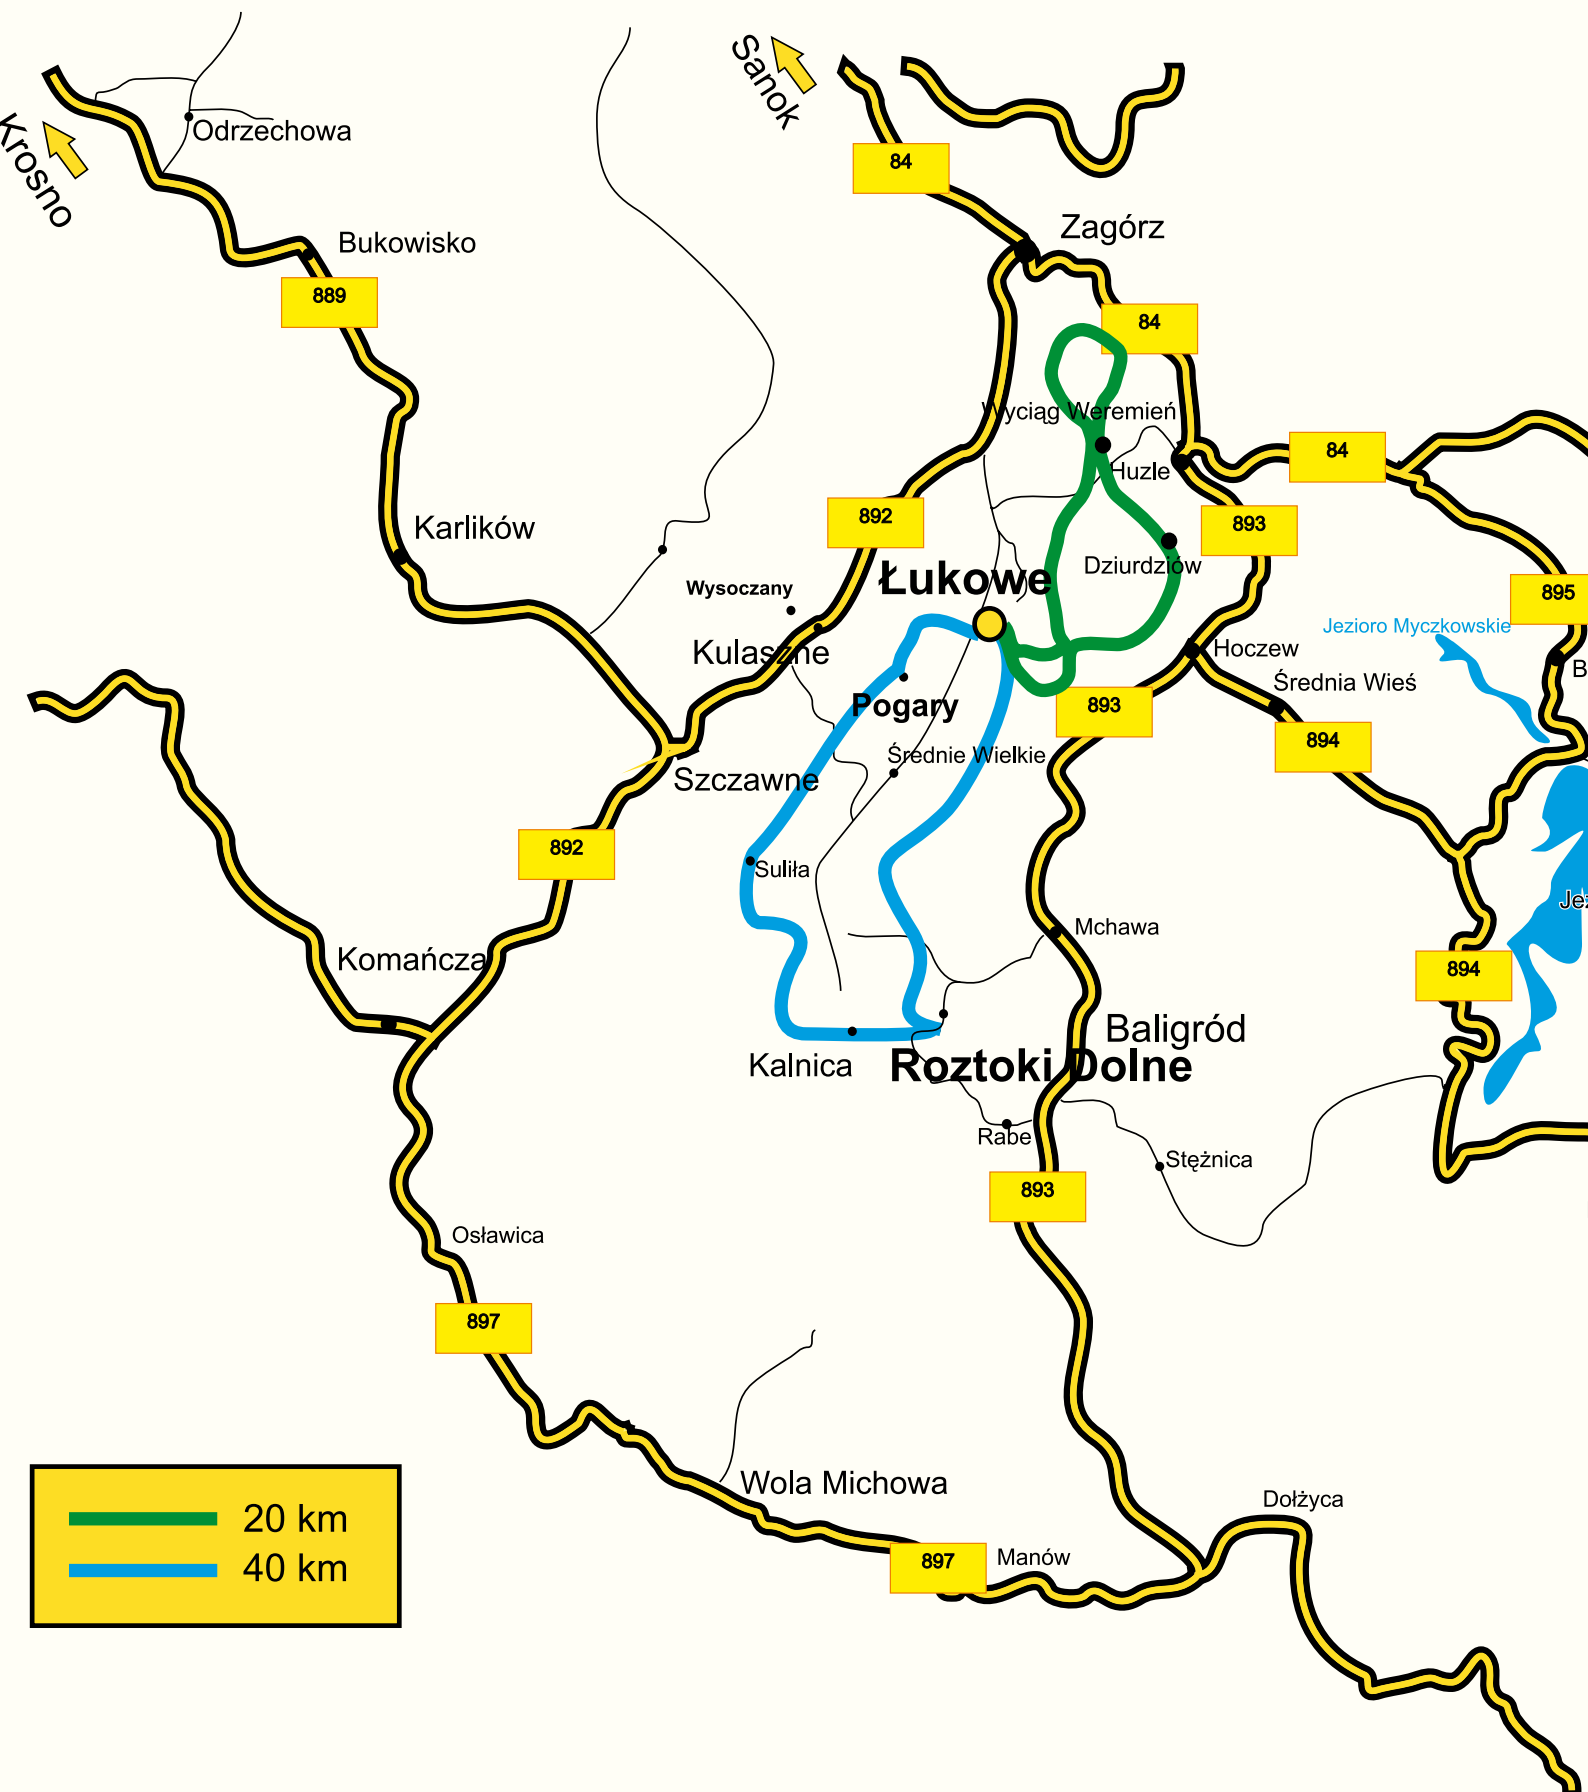 Sanok
Krosno
Odrzechowa
84
Zagórz
Bukowisko
889
84
Wyciąg Weremień
84
Huzle
892
893
Karlików
Dziurdziów
Łukowe
Wysoczany
895
Jezioro Myczkowskie
Kulaszne
Hoczew
B
Średnia Wieś
Pogary
893
894
Średnie Wielkie
Szczawne
892
Suliła
Jez
Mchawa
Komańcza
894
Baligród
Kalnica
Roztoki Dolne
Rabe
Stężnica
893
Osławica
897
Wola Michowa
Dołżyca
20 km
897
Manów
40 km